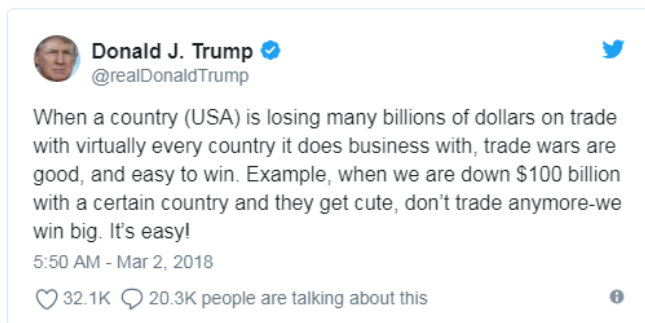 Donald J. Trump
@realDonaldTrump
When a country (USA) is losing many billions of dollars on trade
with virtually every country it does business with, trade wars are
good, and easy to win. Example, when we are down $100 billion
with a certain country and they get cute, don’t trade anymore-we
win big. It’s easy!
5:50 AM - Mar 2, 2018
32.1K 20.3K people are talking about this